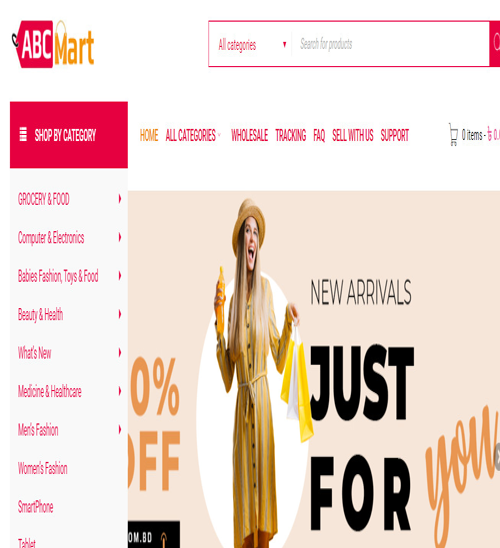 ABC Mart
All categories
Search for products
SHOP BY CATEGORY
HOME ALL CATEGORIES WHOLESALE TRACKING FAQ SELL WITH US SUPPORT
0 items - ৳ 0.
GROCERY & FOOD
Computer & Electronics
Babies Fashion, Toys & Food
Beauty & Health
What's New
Medicine & Healthcare
Men's Fashion
Women's Fashion
SmartPhone
Tablet
NEW ARRIVALS
JUST
FOR
you
0%
OFF
OM.BD